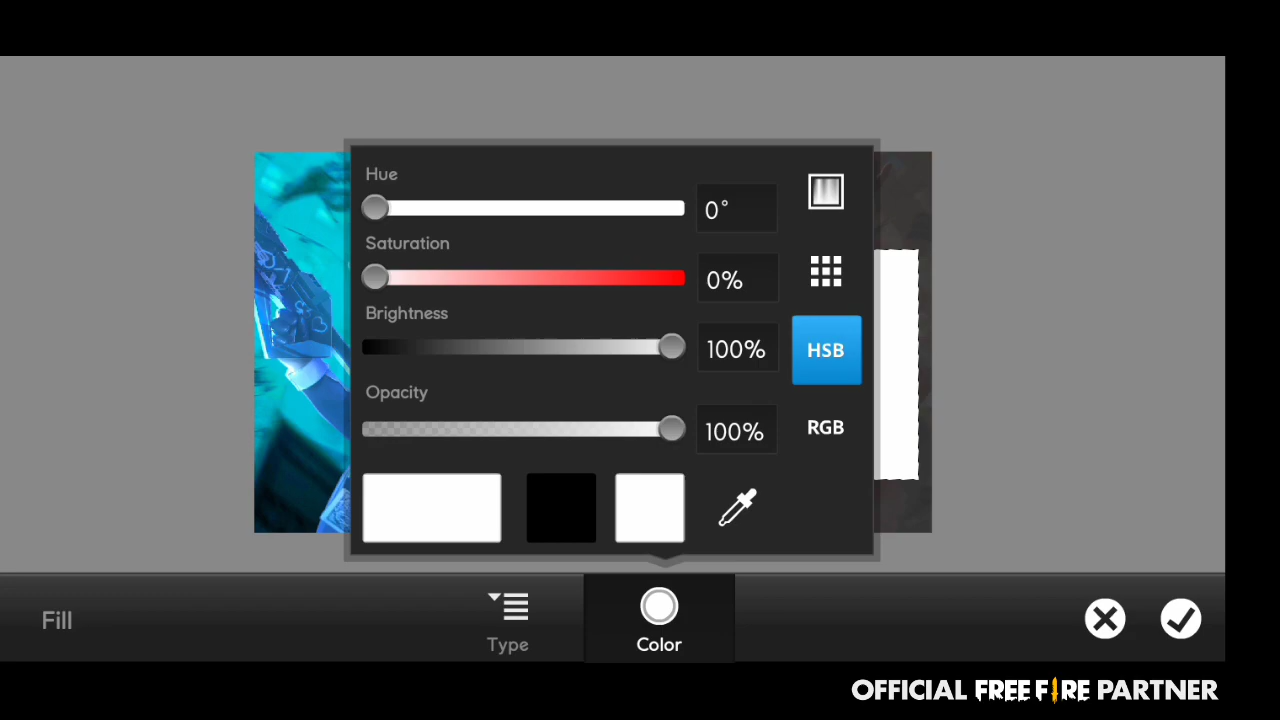 Hue
0°
Saturation
0%
Brightness
100%
HSB
Opacity
100%
RGB
Fill
Type
Color
OFFICIAL FREE FIRE PARTNER